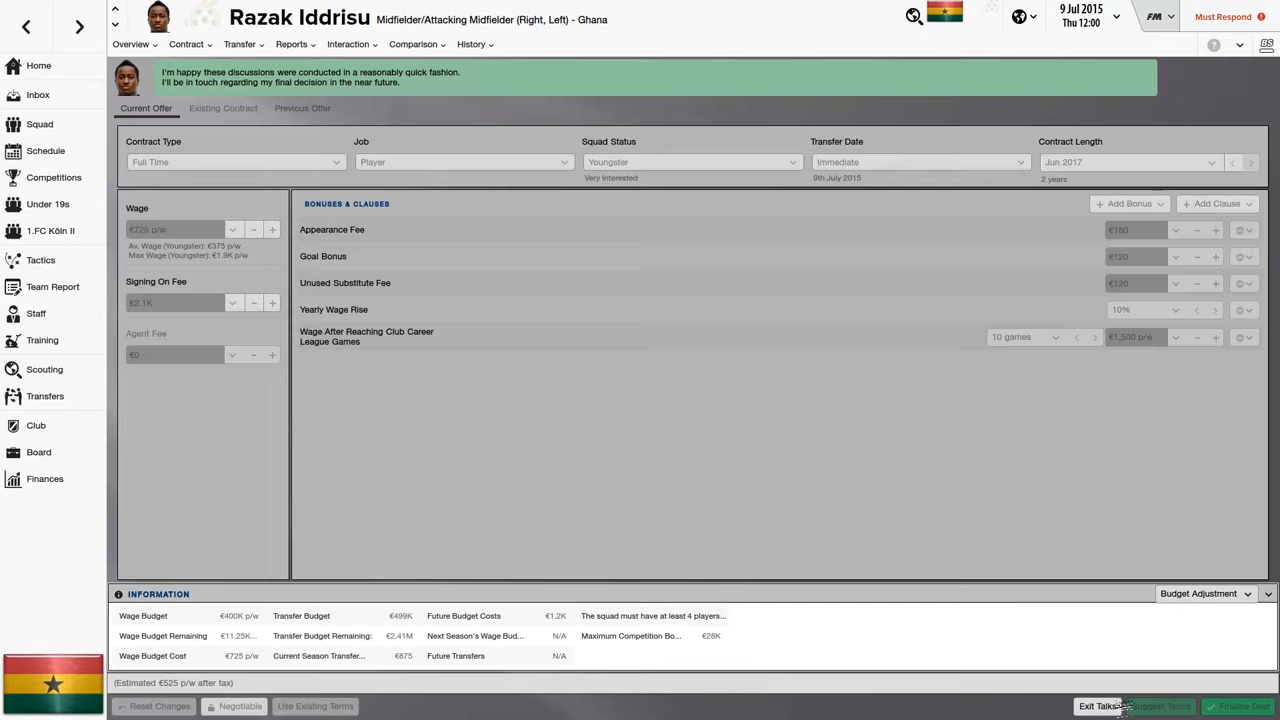 Razak Iddrisu
Midfielder/Attacking Midfielder (Right, Left) - Ghana
9 Jul 2015
Thu 12:00
FM
Must Respond
Overview
Contract
Transfer
Reports
Interaction
Comparison
History
?
BS
Home
Inbox
Squad
Schedule
Competitions
Under 19s
1.FC Köln II
Tactics
Team Report
Staff
Training
Scouting
Transfers
Club
Board
Finances
I'm happy these discussions were conducted in a reasonably quick fashion.
I'll be in touch regarding my final decision in the near future.
Current Offer
Existing Contract
Previous Offer
Contract Type
Job
Squad Status
Transfer Date
Contract Length
Full Time
Player
Youngster
Immediate
Jun 2017
Very Interested
9th July 2015
2 years
Wage
€725 p/w
Av. Wage (Youngster): €375 p/w
Max Wage (Youngster): €1.9K p/w
Signing On Fee
€2.1K
Agent Fee
€0
BONUSES & CLAUSES
+ Add Bonus
+ Add Clause
Appearance Fee
€180
Goal Bonus
€120
Unused Substitute Fee
€120
Yearly Wage Rise
10%
Wage After Reaching Club Career
League Games
10 games
€1,500 p/w
INFORMATION
Budget Adjustment
Wage Budget €400K p/w Transfer Budget €499K Future Budget Costs €1.2K The squad must have at least 4 players...
Wage Budget Remaining €11.25K... Transfer Budget Remaining: €2.41M Next Season's Wage Bud... N/A Maximum Competition Bo... €28K
Wage Budget Cost €725 p/w Current Season Transfer... €875 Future Transfers N/A
(Estimated €525 p/w after tax)
Reset Changes
Negotiable
Use Existing Terms
Exit Talks
Suggest Terms
Finalise Deal